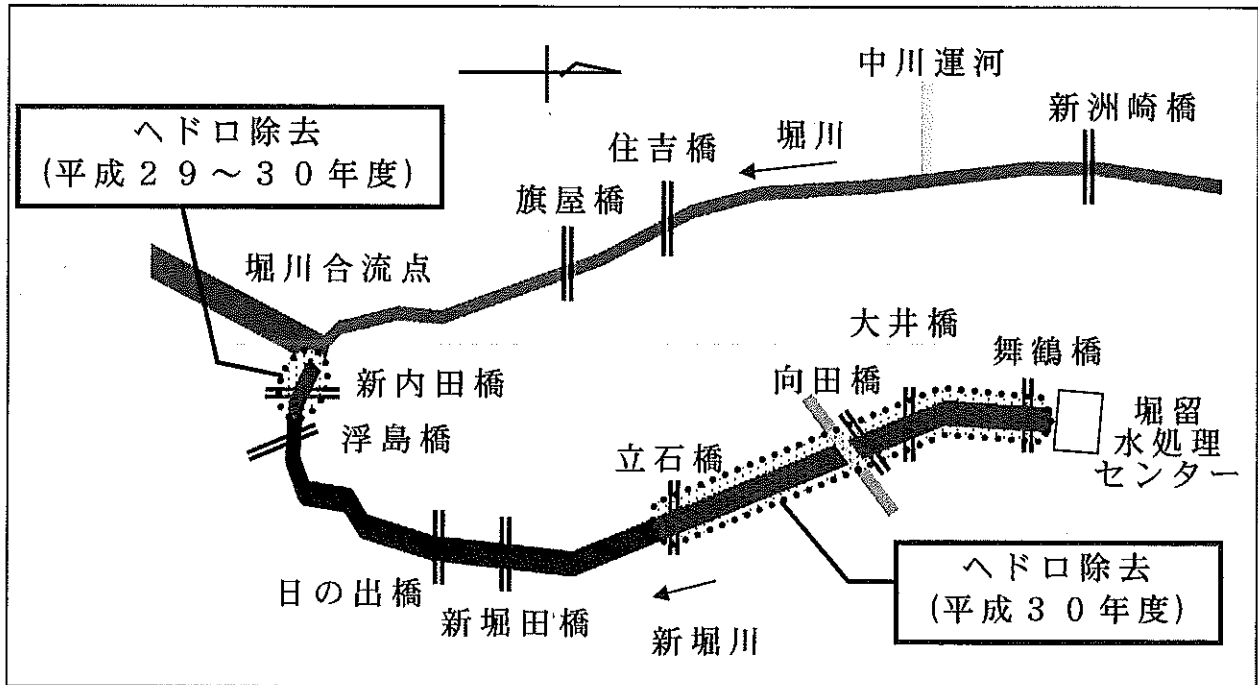 中川運河
新洲崎橋
堀川
住吉橋
旗屋橋
ヘドロ除去
(平成29~30年度)
堀川合流点
大井橋
舞鶴橋
新内田橋
向田橋
堀留
水処理
センター
浮島橋
立石橋
日の出橋
新堀田橋
新堀川
ヘドロ除去
(平成30年度)